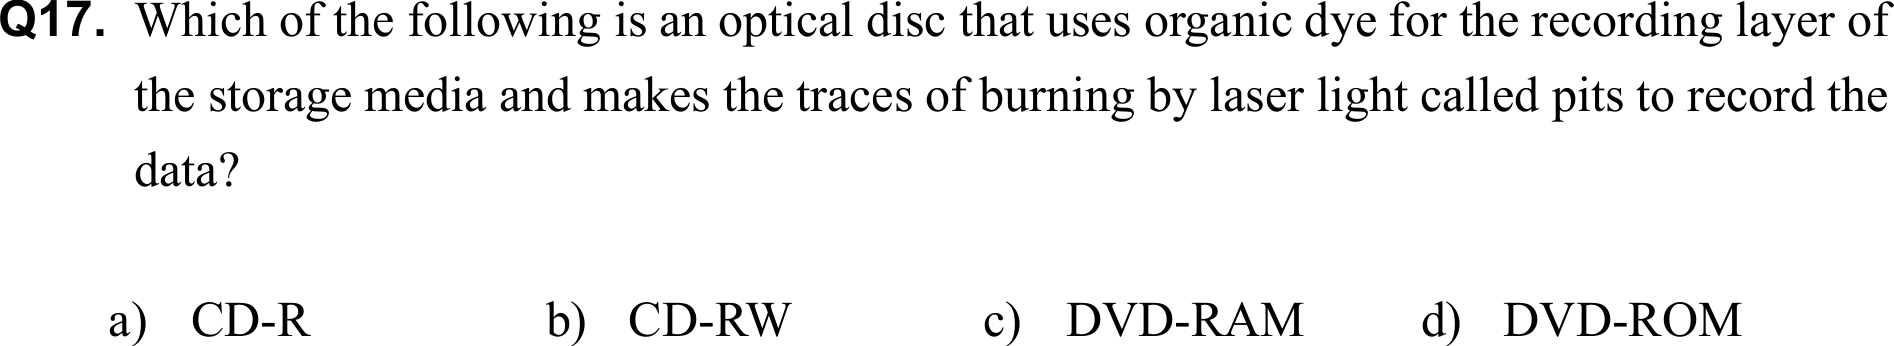 Q17. Which of the following is an optical disc that uses organic dye for the recording layer of
the storage media and makes the traces of burning by laser light called pits to record the
data?
a) CD-R b) CD-RW c) DVD-RAM d) DVD-ROM